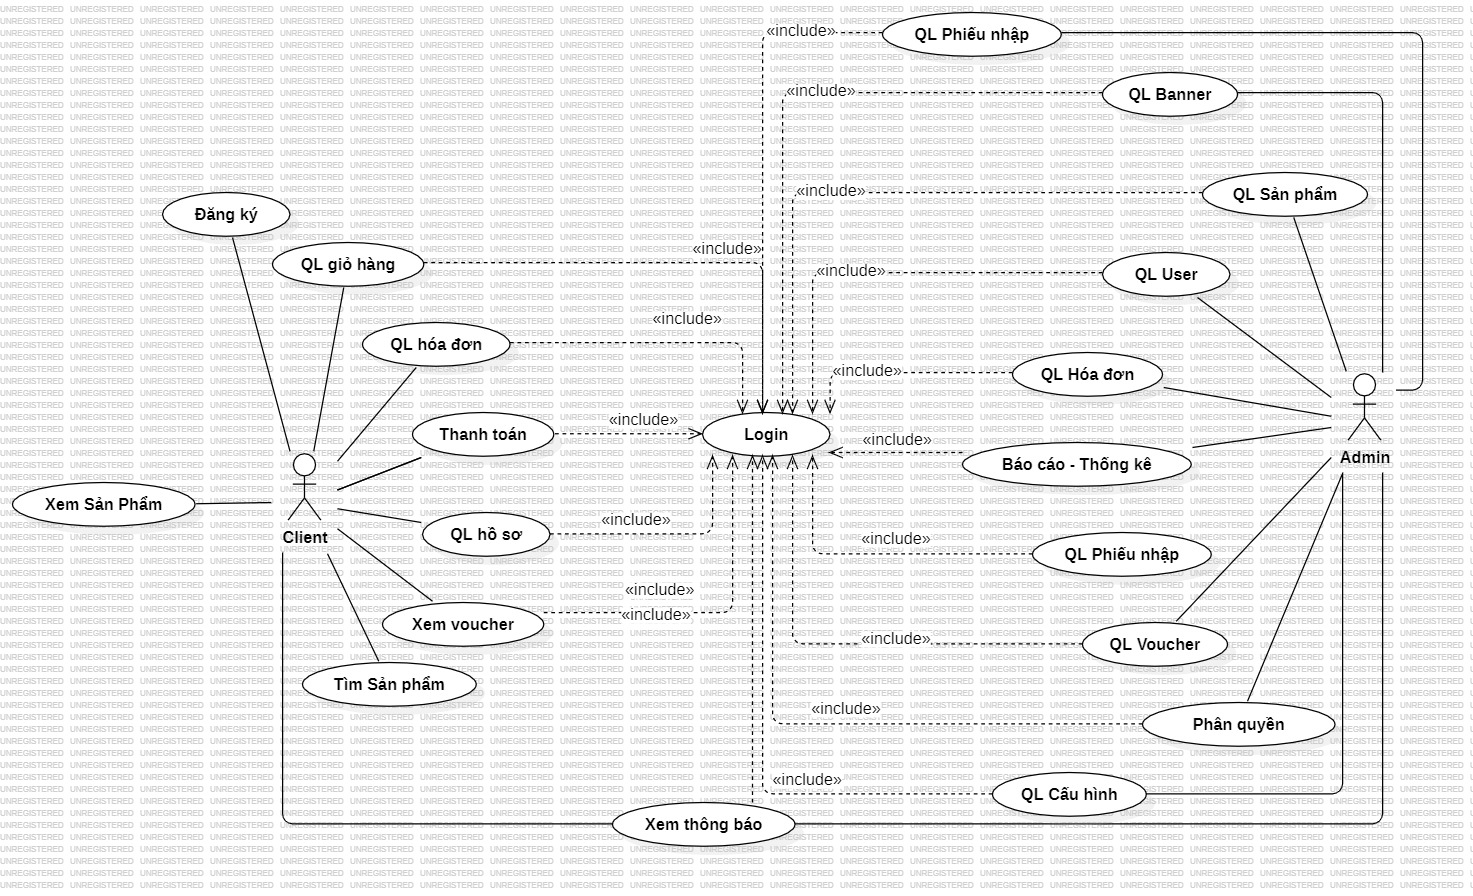 «include»
QL Phiếu nhập
«include»
QL Banner
«include»
QL Sản phẩm
Đăng ký
«include»
QL giỏ hàng
«include»
QL User
«include»
QL hóa đơn
«include»
QL Hóa đơn
«include»
Thanh toán
Login
«include»
Báo cáo - Thống kê
Admin
Xem Sản Phẩm
Client
QL hồ sơ
«include»
«include»
QL Phiếu nhập
«include»
«include»
Xem voucher
«include»
QL Voucher
Tìm Sản phẩm
«include»
Phân quyền
«include»
QL Cấu hình
Xem thông báo
UNREGISTERED